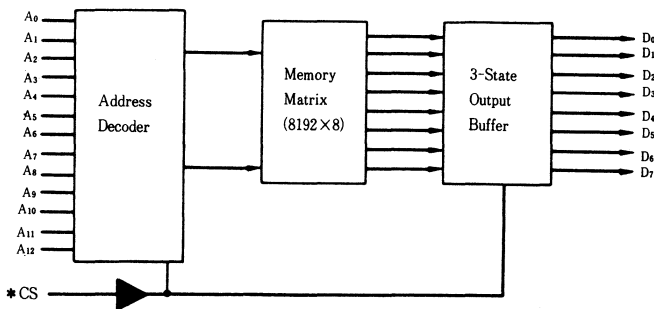 A0
A1
A2
A3
A4
A5
A6
A7
A8
A9
A10
A11
A12
Address
Decoder
Memory
Matrix
(8192×8)
3-State
Output
Buffer
D0
D1
D2
D3
D4
D5
D6
D7
*CS